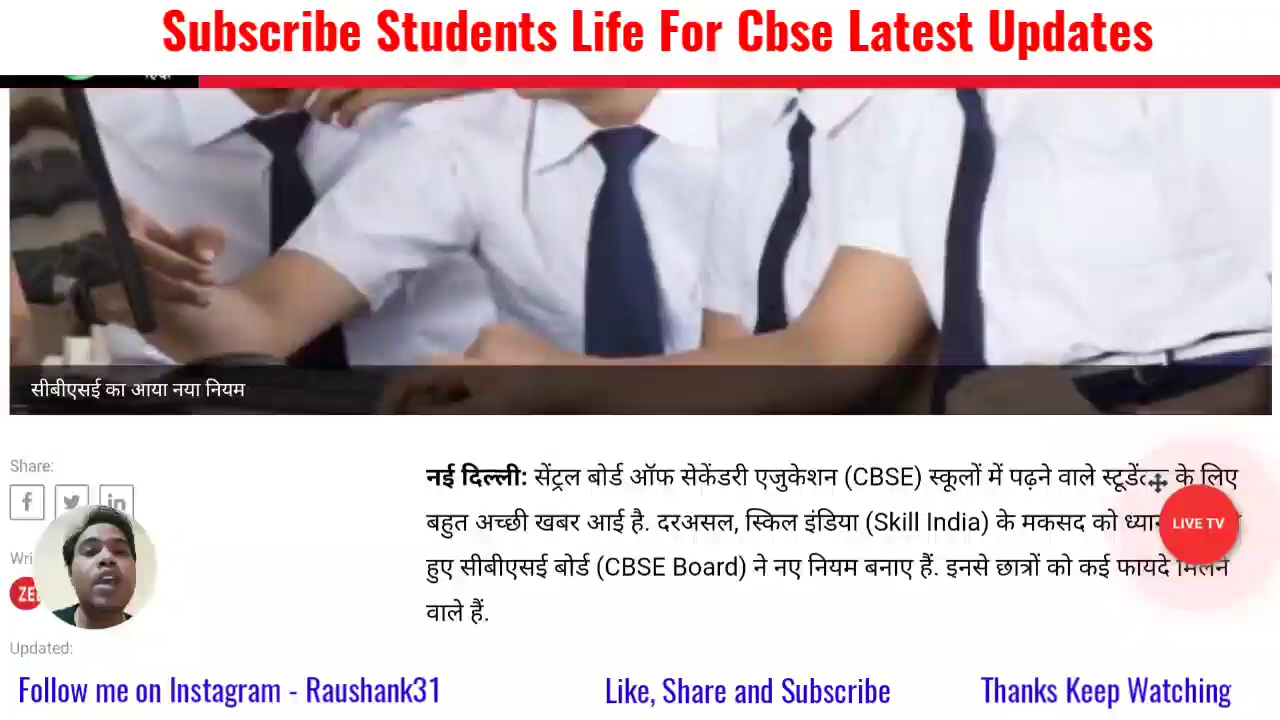 Subscribe Students Life For Cbse Latest Updates
सीबीएसई का आया नया नियम
Share:
नई दिल्ली: सेंट्रल बोर्ड ऑफ सेकेंडरी एजुकेशन (CBSE) स्कूलों में पढ़ने वाले के लिए
बहुत अच्छी खबर आई है. दरअसल, स्किल इंडिया (Skill India) के मकसद को
हुए सीबीएसई बोर्ड (CBSE Board) ने नए नियम बनाए हैं. इनसे छात्रों को कई फायदे मिलने
वाले हैं.
LIVE TV
Updated:
Follow me on Instagram - Raushank31
Like, Share and Subscribe
Thanks Keep Watching